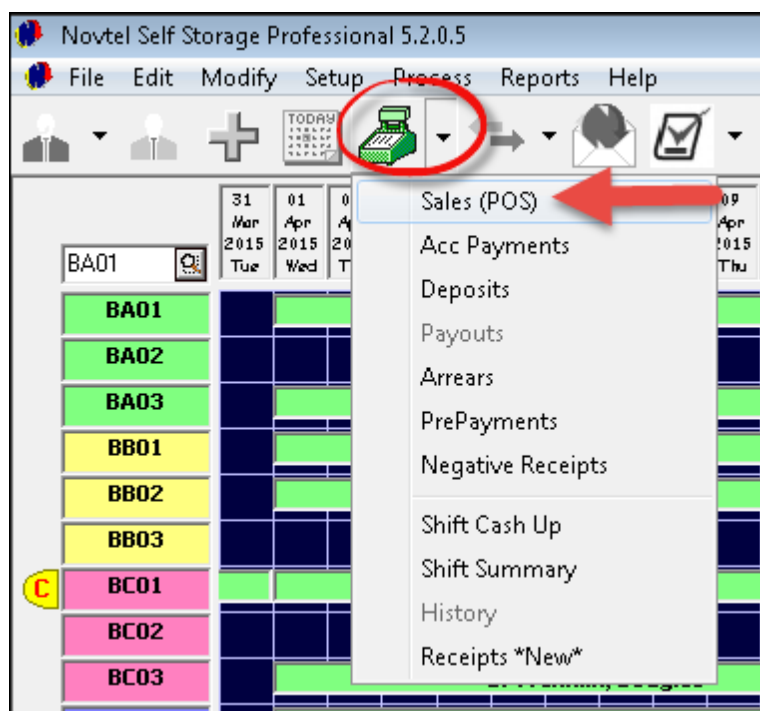 Novtel Self Storage Professional 5.2.0.5
File Edit Modify Setup Process Reports Help
TODAY
31 Mar 2015 Tue
01 Apr 2015 Wed
09 Apr 2015 Thu
BA01
Sales (POS)
Acc Payments
Deposits
Payouts
Arrears
PrePayments
Negative Receipts
Shift Cash Up
Shift Summary
History
Receipts *New*
BA01
BA02
BA03
BB01
BB02
BB03
C BC01
BC02
BC03